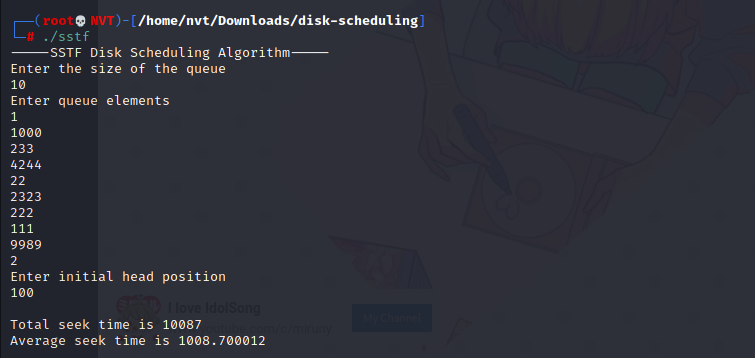 (root💀NVT)-[/home/nvt/Downloads/disk-scheduling]
# ./sstf
-----SSTF Disk Scheduling Algorithm-----
Enter the size of the queue
10
Enter queue elements
1
1000
233
4244
22
2323
222
111
9989
2
Enter initial head position
100
I love IdolSong
My Channel
Total seek time is 10087
Average seek time is 1008.700012